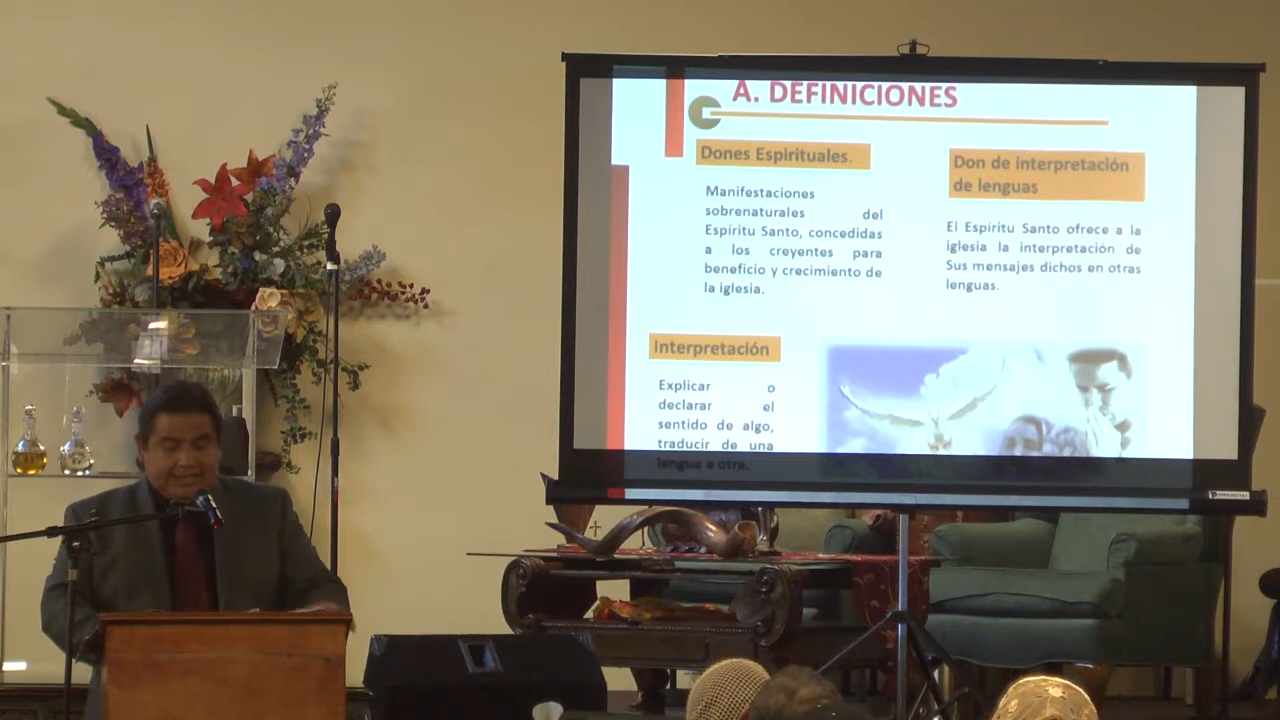 A. DEFINICIONES
Dones Espirituales.
Manifestaciones
sobrenaturales del
Espíritu Santo, concedidas
a los creyentes para
beneficio y crecimiento de
la iglesia.
Don de interpretación
de lenguas
El Espíritu Santo ofrece a la
iglesia la interpretación de
Sus mensajes dichos en otras
lenguas.
Interpretación
Explicar o
declarar el
sentido de algo,
traducir de una
lengua a otra.